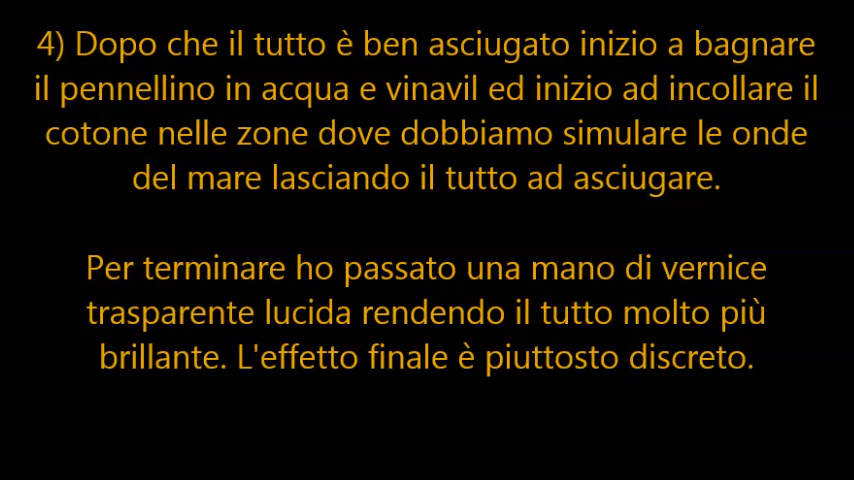 4) Dopo che il tutto è ben asciugato inizio a bagnare
il pennellino in acqua e vinavil ed inizio ad incollare il
cotone nelle zone dove dobbiamo simulare le onde
del mare lasciando il tutto ad asciugare.
Per terminare ho passato una mano di vernice
trasparente lucida rendendo il tutto molto più
brillante. L'effetto finale è piuttosto discreto.